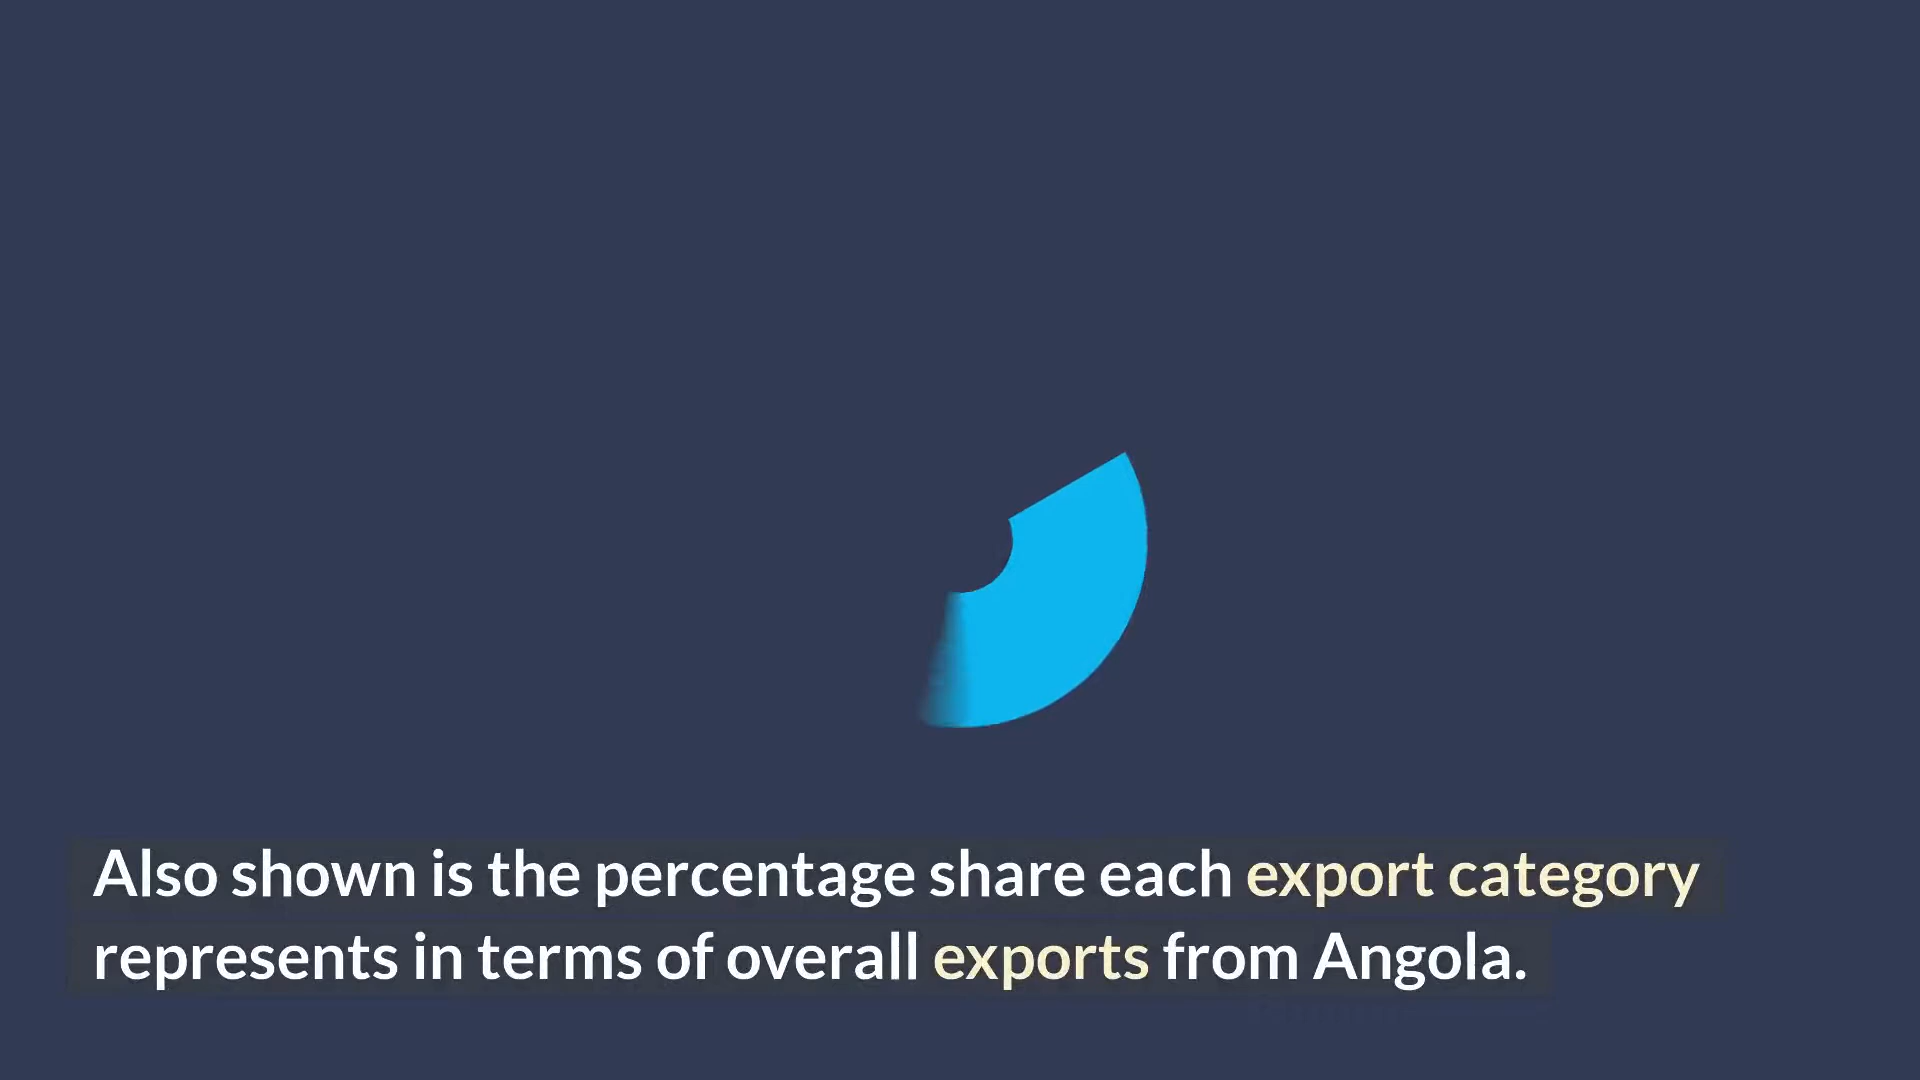 Also shown is the percentage share each export category
represents in terms of overall exports from Angola.